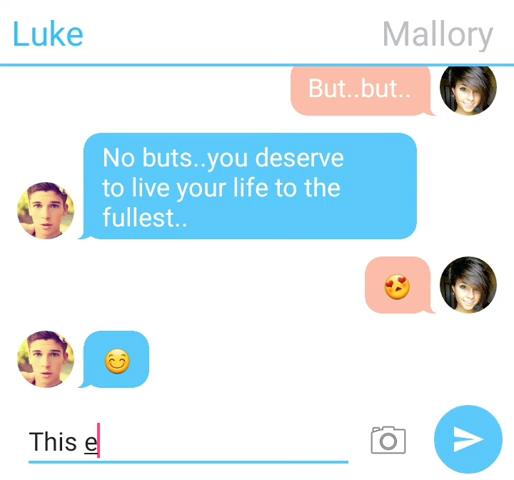 Luke
Mallory
But..but..
No buts..you deserve
to live your life to the
fullest..
😍
😊
This e